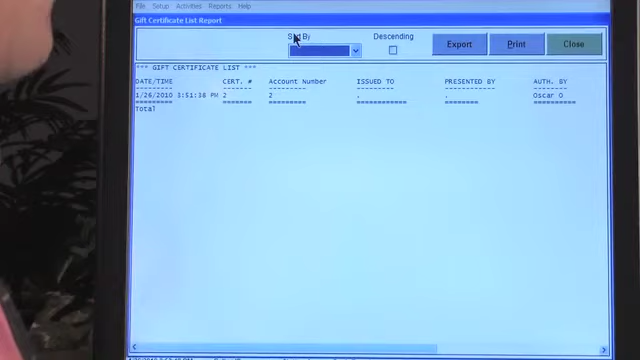 File Setup Activities Reports Help
Gift Certificate List Report
Sort By
Descending
Export
Print
Close
*** GIFT CERTIFICATE LIST ***
DATE/TIME CERT. # Account Number ISSUED TO PRESENTED BY AUTH. BY
1/26/2010 3:51:38 PM 2 2 . . Oscar O
Total